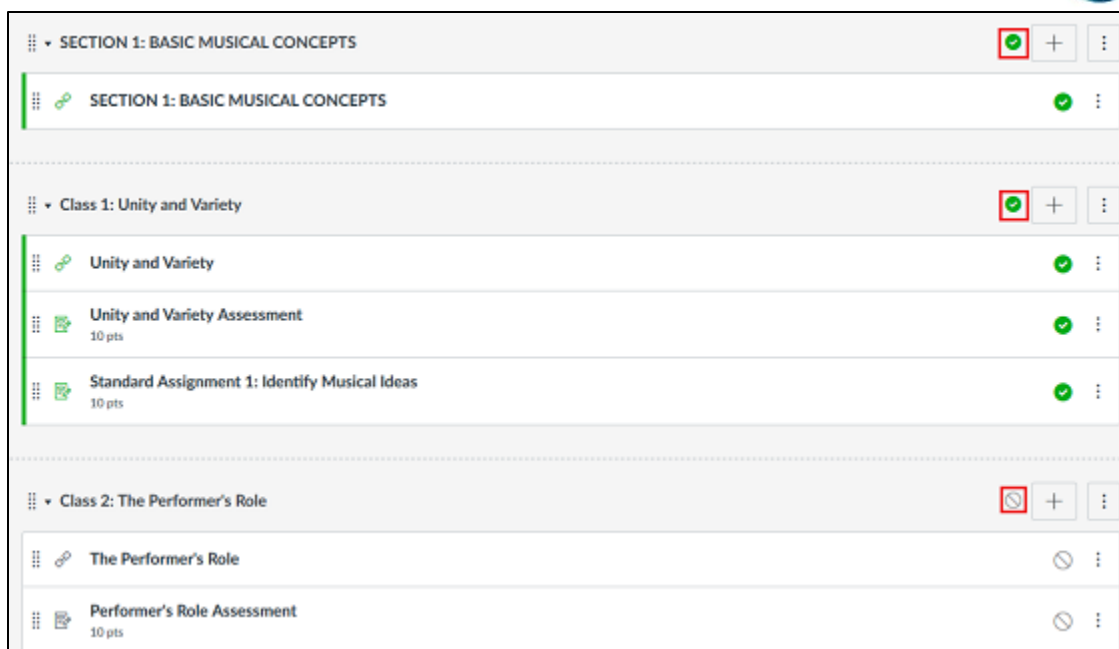 SECTION 1: BASIC MUSICAL CONCEPTS
SECTION 1: BASIC MUSICAL CONCEPTS
Class 1: Unity and Variety
Unity and Variety
Unity and Variety Assessment
10 pts
Standard Assignment 1: Identify Musical Ideas
10 pts
Class 2: The Performer's Role
The Performer's Role
Performer's Role Assessment
10 pts